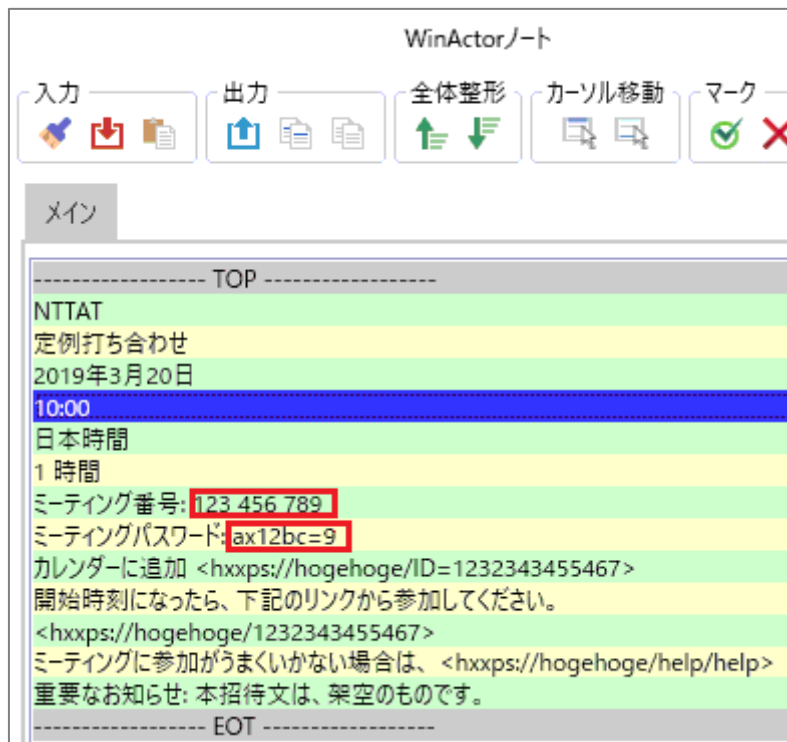 WinActorノート
入力 出力 全体整形 カーソル移動 マーク
メイン
------------------ TOP ------------------
NTTAT
定例打ち合わせ
2019年3月20日
10:00
日本時間
1 時間
ミーティング番号: 123 456 789
ミーティングパスワード: ax12bc=9
カレンダーに追加 <hxxps://hogehoge/ID=1232343455467>
開始時刻になったら、下記のリンクから参加してください。
<hxxps://hogehoge/1232343455467>
ミーティングに参加がうまくいかない場合は、<hxxps://hogehoge/help/help>
重要なお知らせ: 本招待文は、架空のものです。
------------------ EOT ------------------